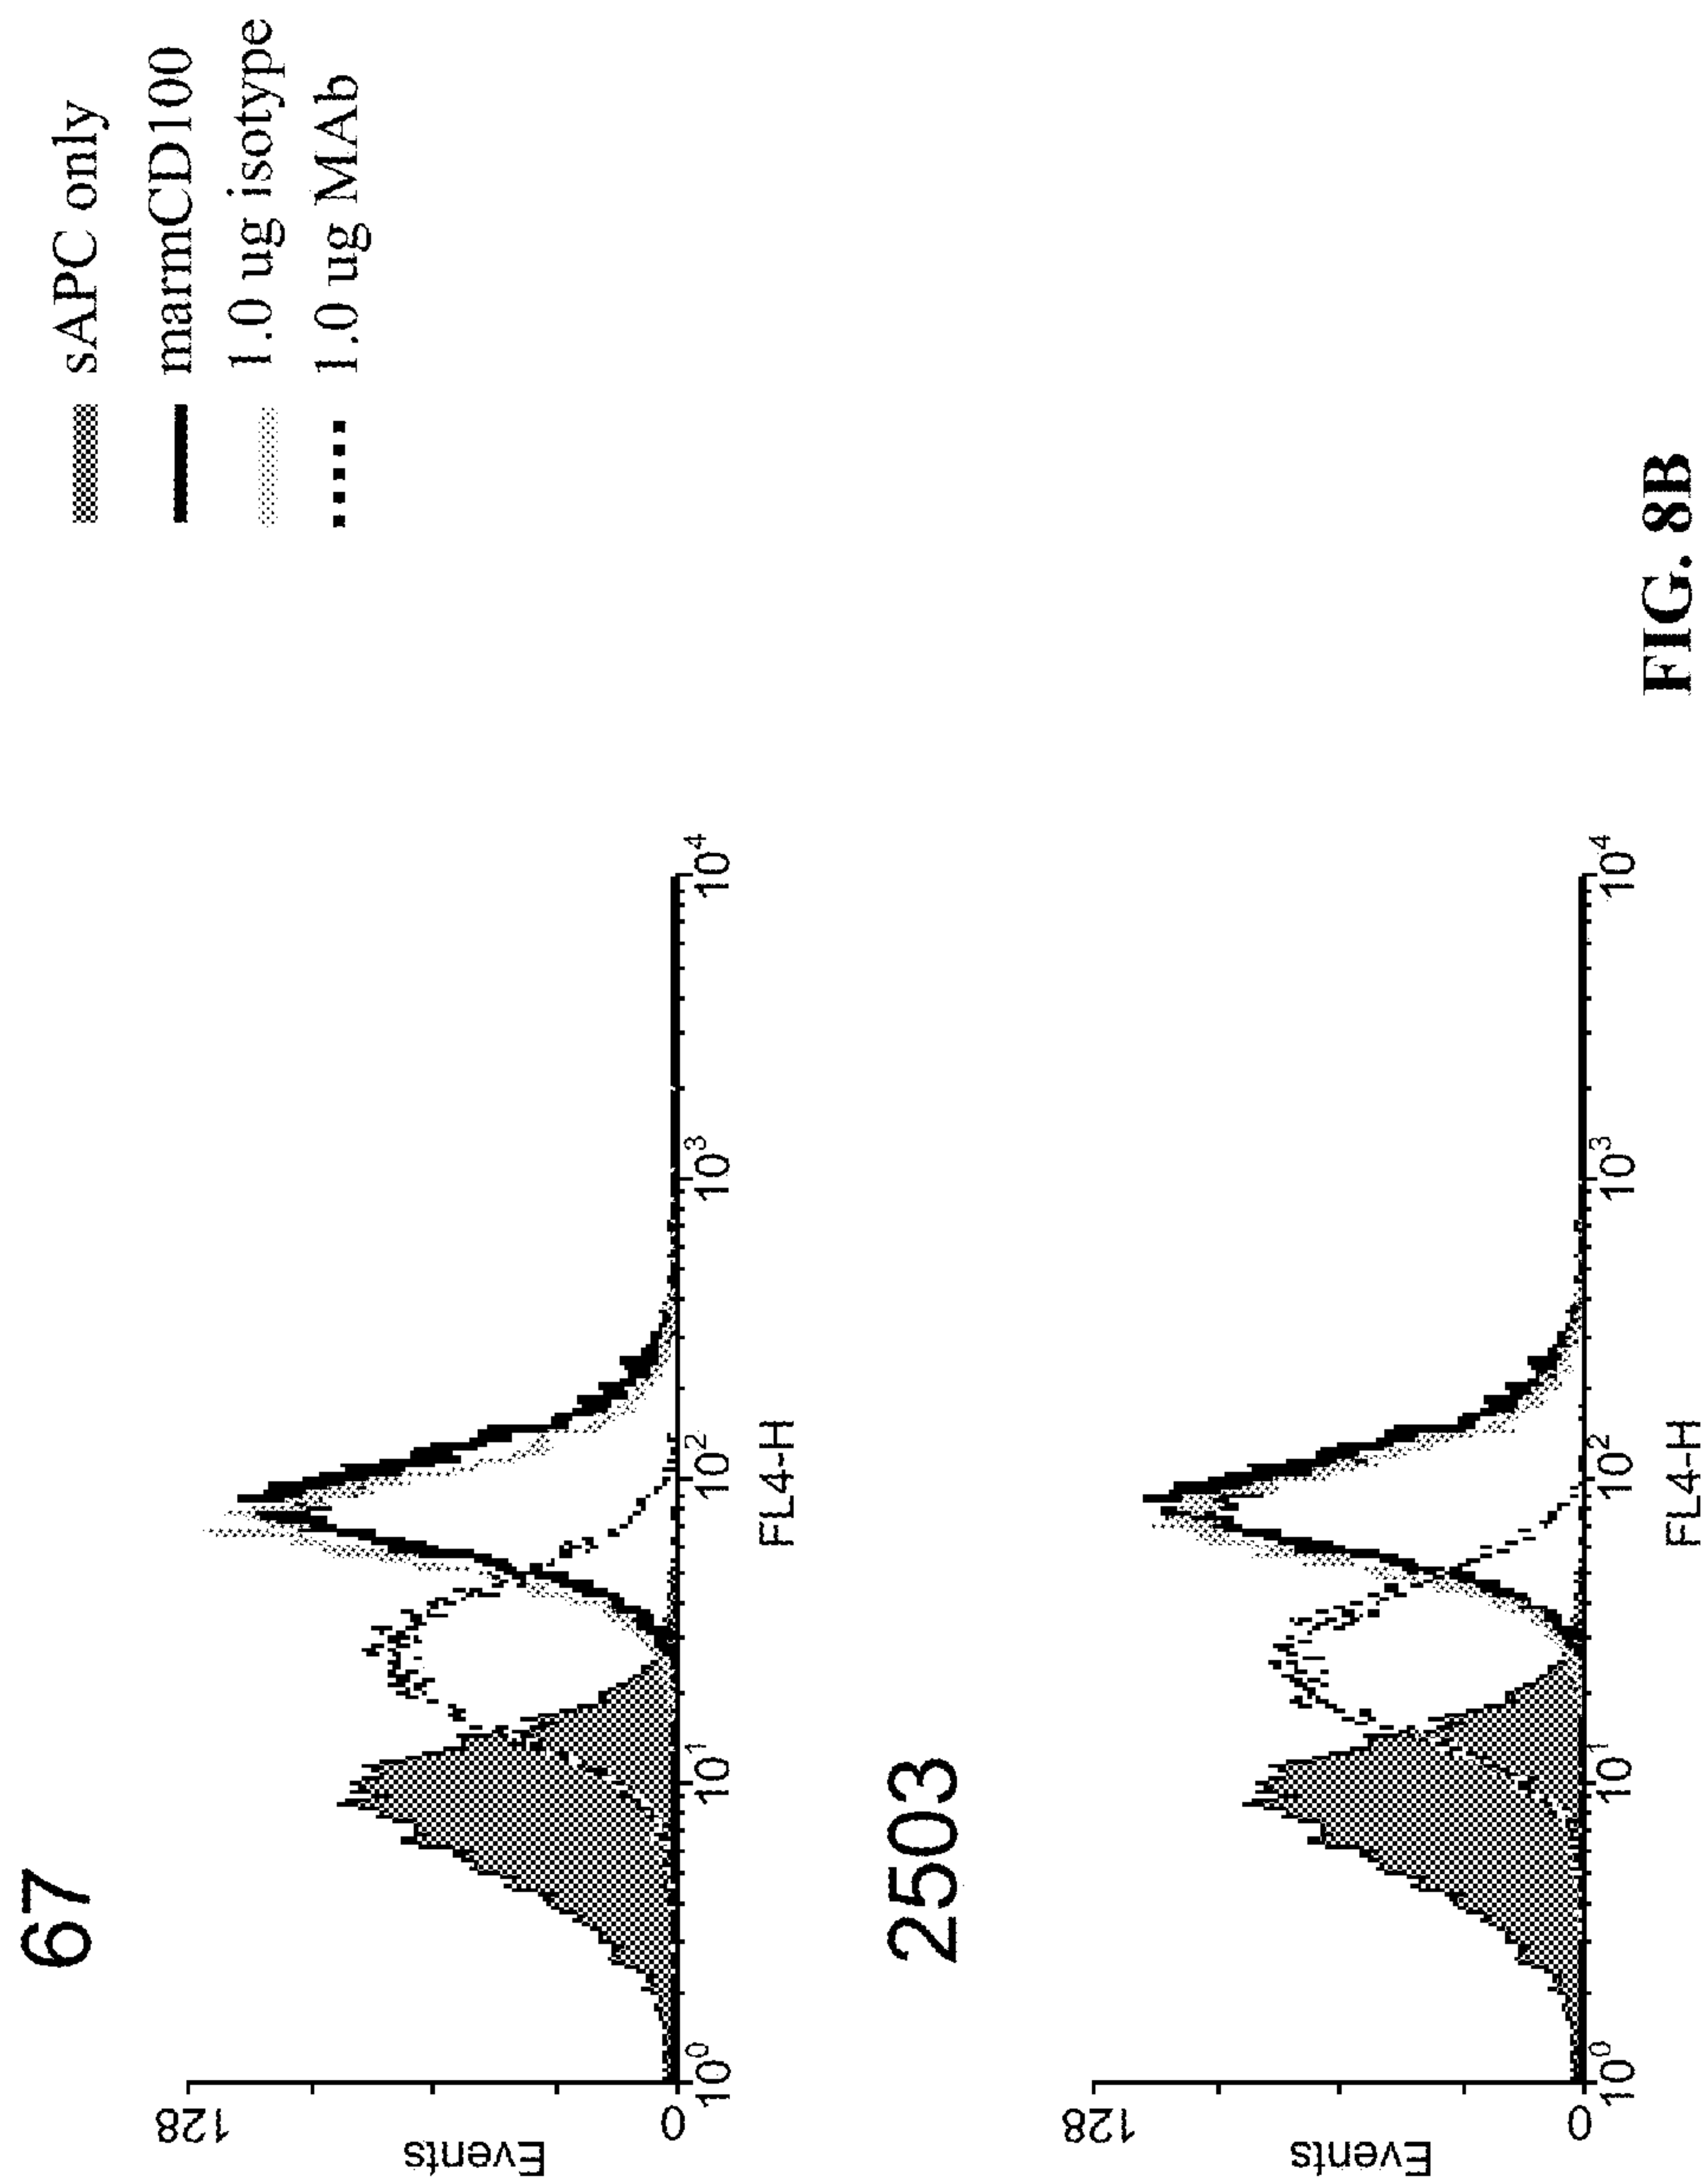 67
sAPC only
marmCD100
1.0 ug isotype
1.0 ug MAb
128
Events
0
10^0 10^1 10^2 10^3 10^4
FL4-H
2503
128
Events
0
10^0 10^1 10^2 10^3 10^4
FL4-H
FIG. 8B